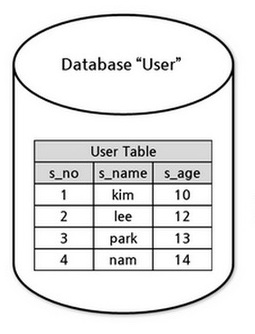 Database “User”
User Table
s_no s_name s_age
1 kim 10
2 lee 12
3 park 13
4 nam 14